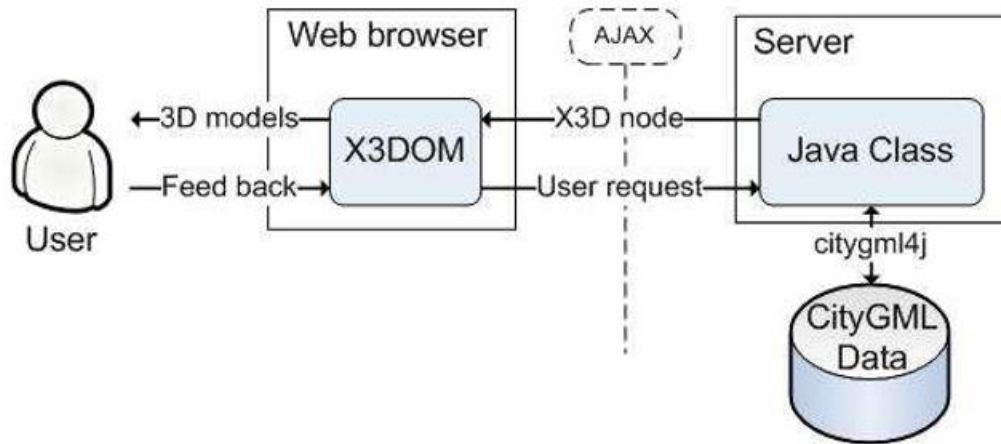 Web browser
AJAX
Server
3D models
X3DOM
X3D node
Java Class
Feed back
User request
User
citygml4j
CityGML
Data